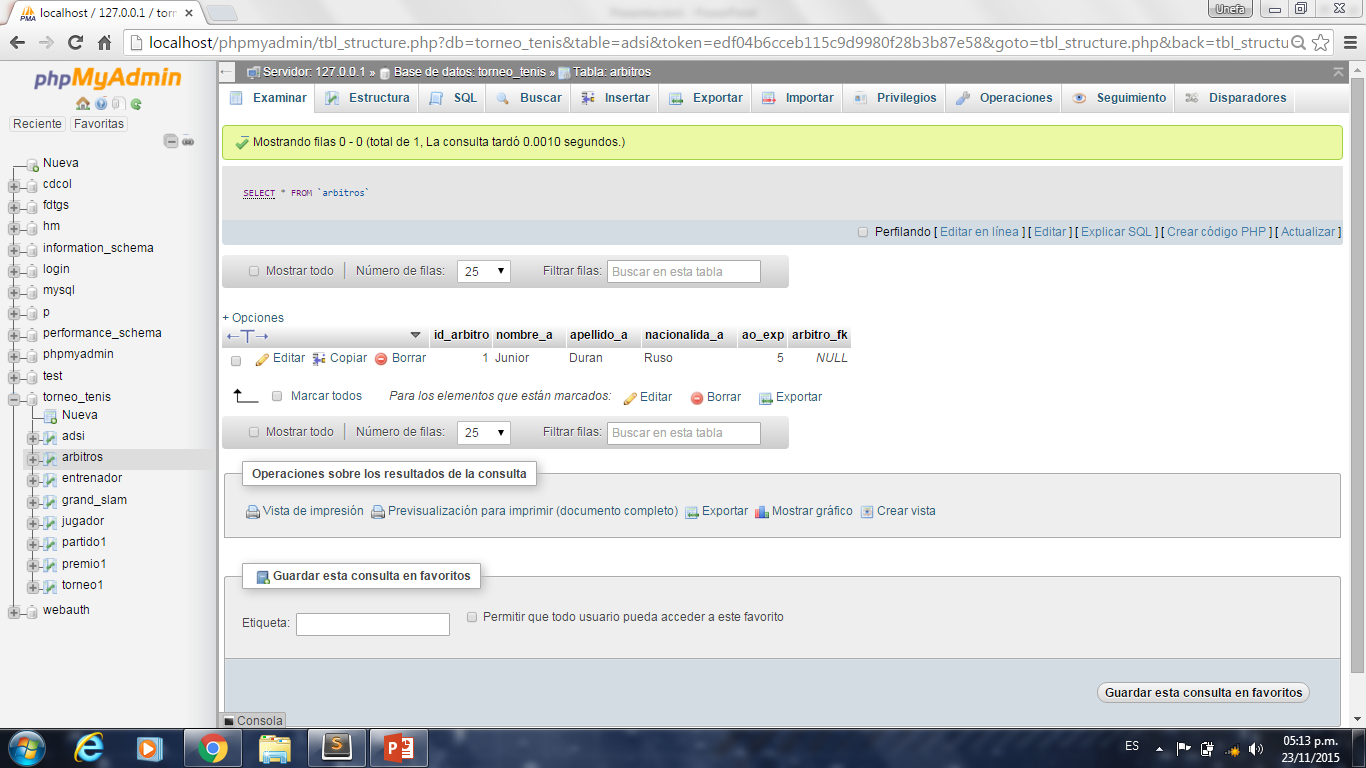 localhost / 127.0.0.1 / torn
Unefa
localhost/phpmyadmin/tbl_structure.php?db=torneo_tenis&table=adsi&token=edf04b6cceb115c9d9980f28b3b87e58&goto=tbl_structure.php&back=tbl_structu
phpMyAdmin
Reciente Favoritas
Nueva
cdcol
fdtgs
hm
information_schema
login
mysql
p
performance_schema
phpmyadmin
test
torneo_tenis
Nueva
adsi
arbitros
entrenador
grand_slam
jugador
partido1
premio1
torneo1
webauth
Servidor: 127.0.0.1 » Base de datos: torneo_tenis » Tabla: arbitros
Examinar Estructura SQL Buscar Insertar Exportar Importar Privilegios Operaciones Seguimiento Disparadores
Mostrando filas 0 - 0 (total de 1, La consulta tardó 0.0010 segundos.)
SELECT * FROM `arbitros`
Perfilando [ Editar en línea ] [ Editar ] [ Explicar SQL ] [ Crear código PHP ] [ Actualizar ]
Mostrar todo Número de filas: 25 Filtrar filas: Buscar en esta tabla
+ Opciones
id_arbitro nombre_a apellido_a nacionalida_a ao_exp arbitro_fk
Editar Copiar Borrar 1 Junior Duran Ruso 5 NULL
Marcar todos Para los elementos que están marcados: Editar Borrar Exportar
Mostrar todo Número de filas: 25 Filtrar filas: Buscar en esta tabla
Operaciones sobre los resultados de la consulta
Vista de impresión Previsualización para imprimir (documento completo) Exportar Mostrar gráfico Crear vista
Guardar esta consulta en favoritos
Etiqueta: Permitir que todo usuario pueda acceder a este favorito
Guardar esta consulta en favoritos
Consola
ES 05:13 p.m.
23/11/2015